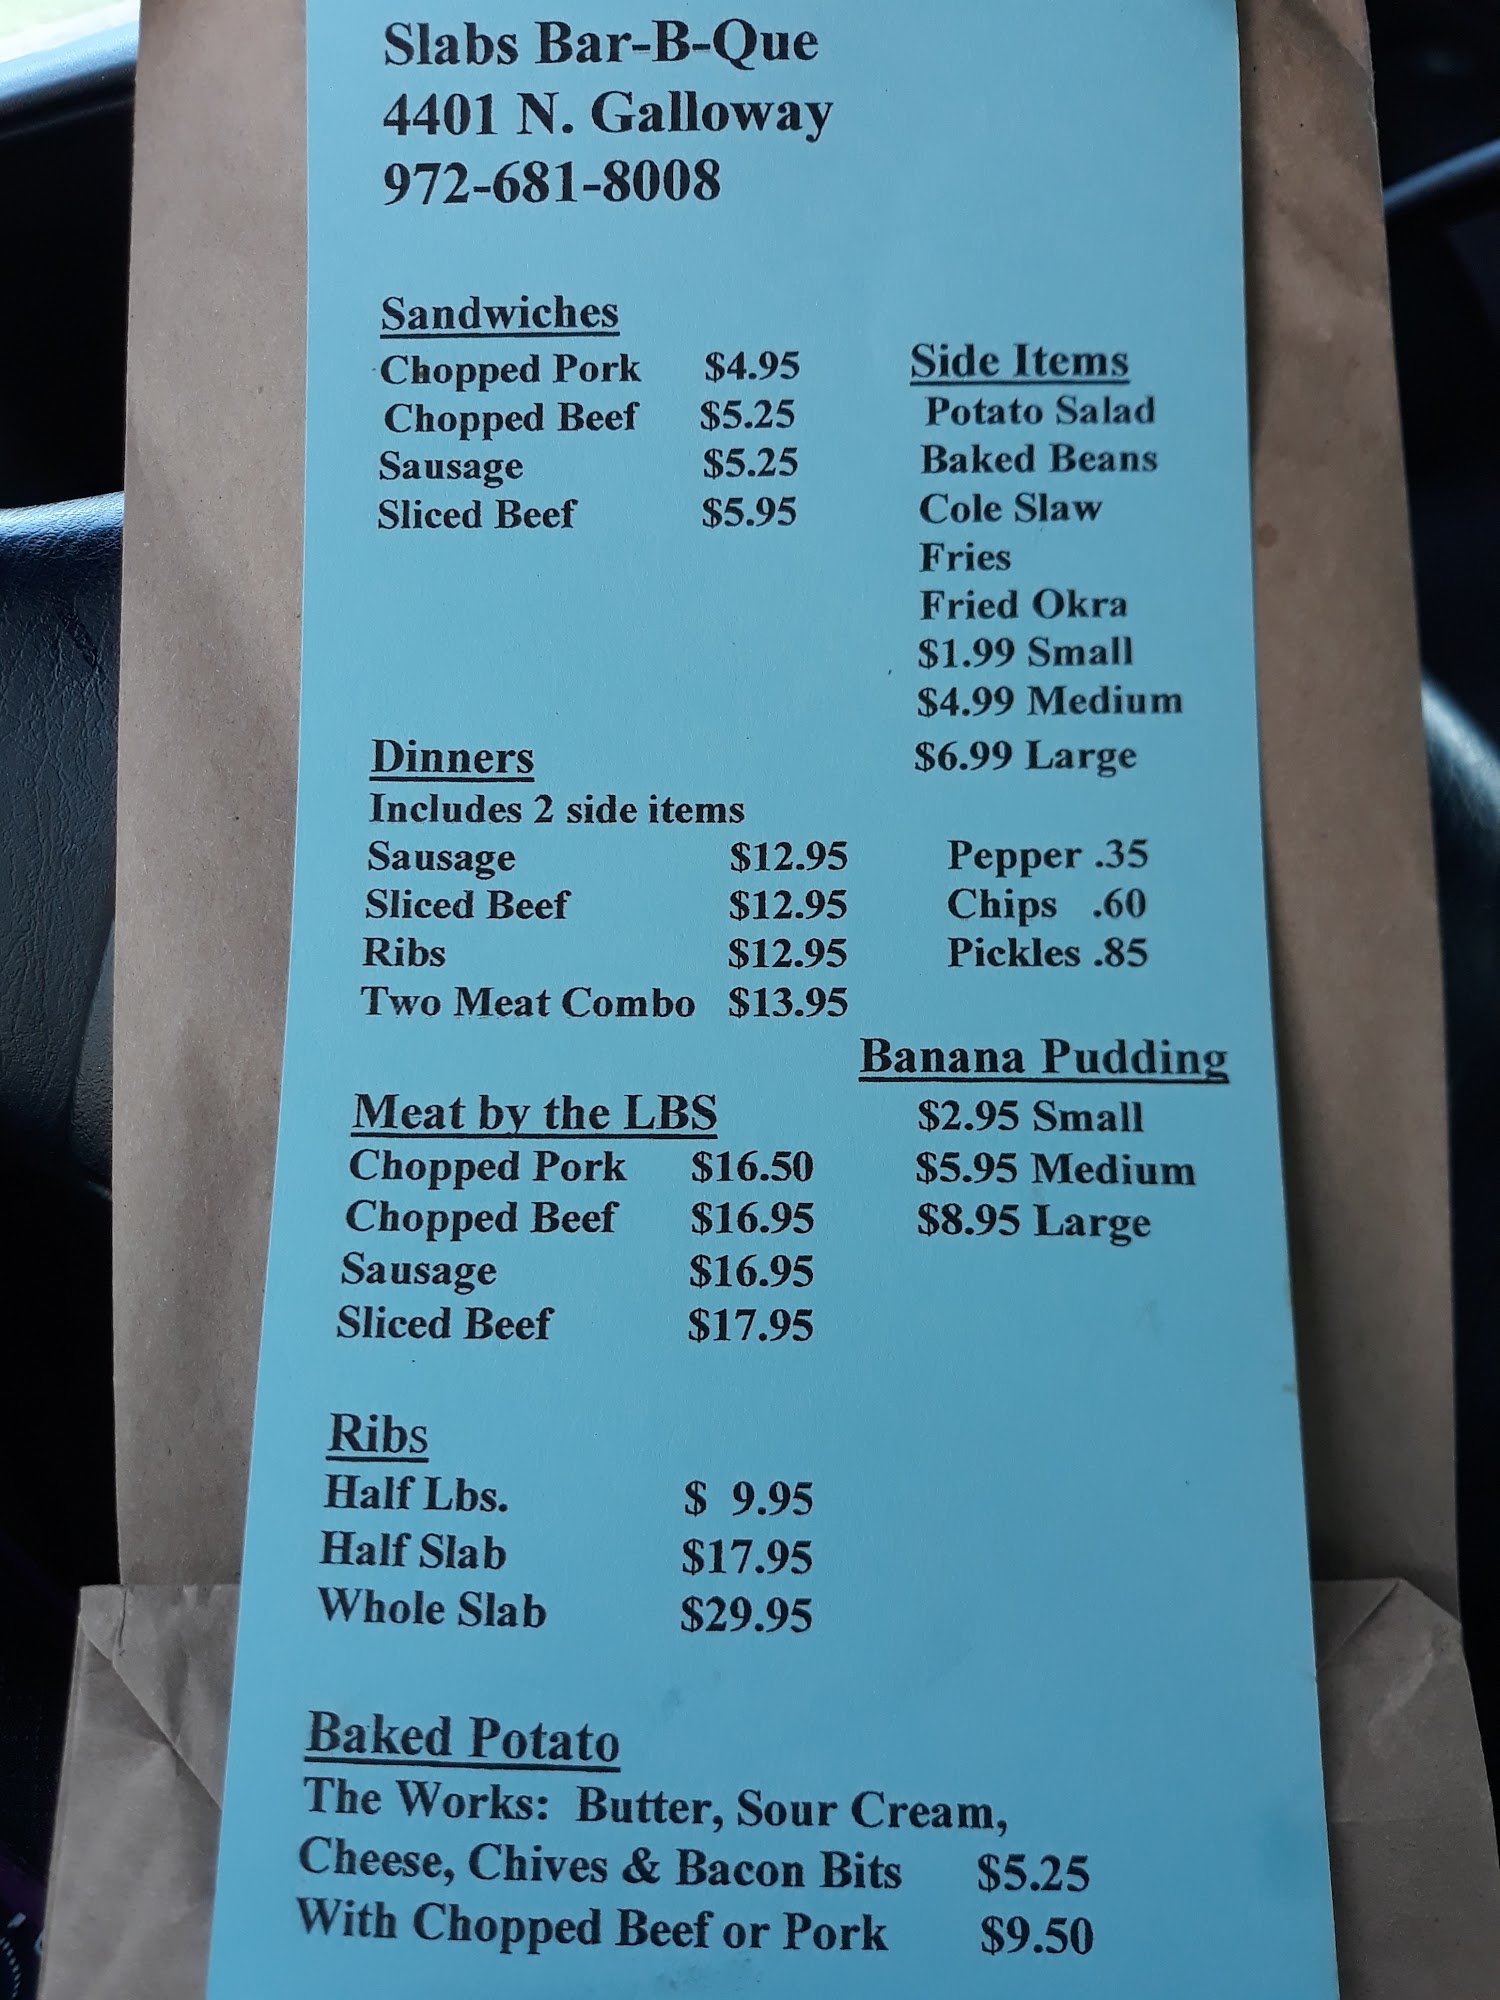 Slabs Bar-B-Que
4401 N. Galloway
972-681-8008
Sandwiches
Chopped Pork $4.95
Chopped Beef $5.25
Sausage $5.25
Sliced Beef $5.95
Side Items
Potato Salad
Baked Beans
Cole Slaw
Fries
Fried Okra
$1.99 Small
$4.99 Medium
$6.99 Large
Dinners
Includes 2 side items
Sausage $12.95
Sliced Beef $12.95
Ribs $12.95
Two Meat Combo $13.95
Pepper .35
Chips .60
Pickles .85
Banana Pudding
$2.95 Small
$5.95 Medium
$8.95 Large
Meat by the LBS
Chopped Pork $16.50
Chopped Beef $16.95
Sausage $16.95
Sliced Beef $17.95
Ribs
Half Lbs. $ 9.95
Half Slab $17.95
Whole Slab $29.95
Baked Potato
The Works: Butter, Sour Cream,
Cheese, Chives & Bacon Bits $5.25
With Chopped Beef or Pork $9.50